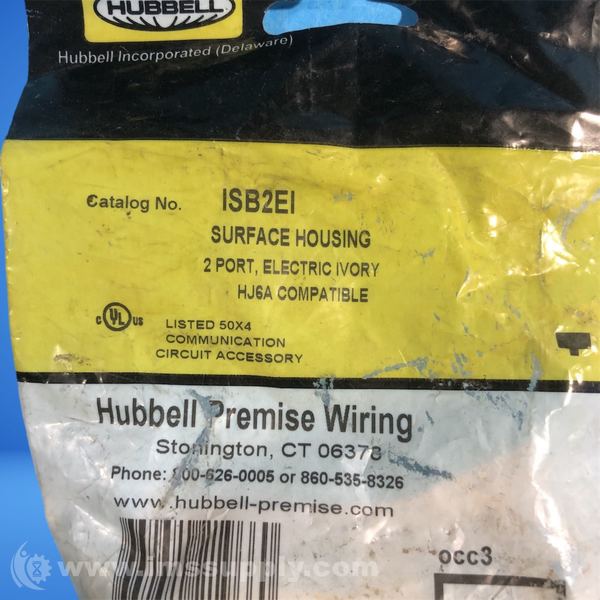 HUBBELL
Hubbell Incorporated (Delaware)
Catalog No. ISB2EI
SURFACE HOUSING
2 PORT, ELECTRIC IVORY
HJ6A COMPATIBLE
c UL us
LISTED 50X4
COMMUNICATION
CIRCUIT ACCESSORY
Hubbell Premise Wiring
Stonington, CT 06378
Phone: 800-626-0005 or 860-535-8326
www.hubbell-premise.com
occ3
www.imssupply.com